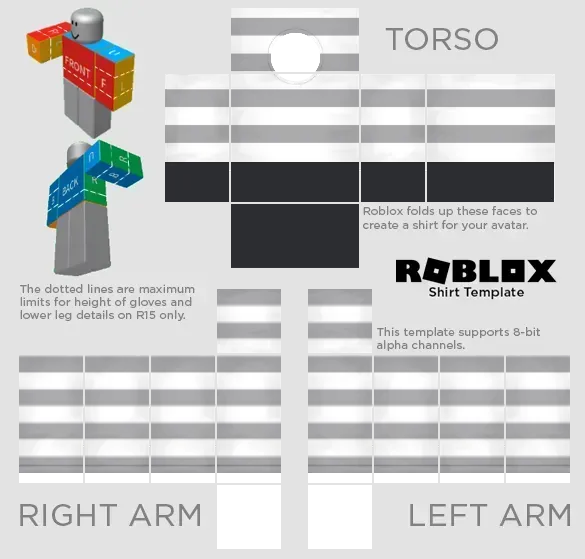 TORSO
FRONT
F
L
U
BACK
R
B
Roblox folds up these faces to
create a shirt for your avatar.
ROBLOX
Shirt Template
The dotted lines are maximum
limits for height of gloves and
lower leg details on R15 only.
This template supports 8-bit
alpha channels.
RIGHT ARM
LEFT ARM